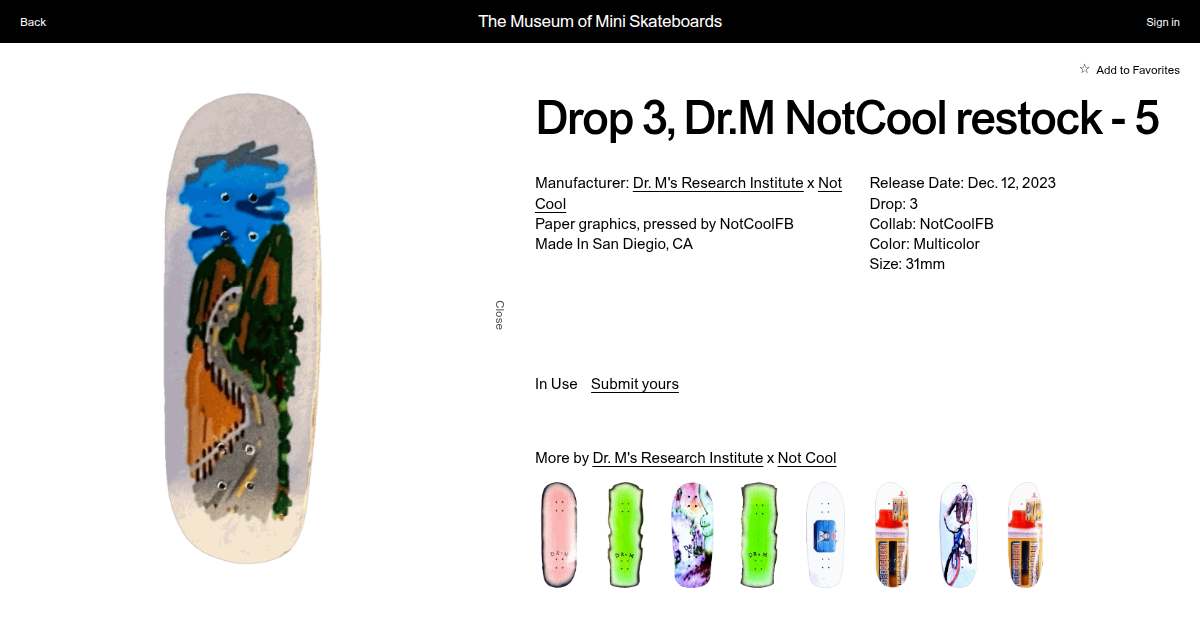 Back
The Museum of Mini Skateboards
Sign in
☆ Add to Favorites
Drop 3, Dr.M NotCool restock - 5
Manufacturer: Dr. M's Research Institute x Not
Cool
Paper graphics, pressed by NotCoolFB
Made In San Diegio, CA
Release Date: Dec. 12, 2023
Drop: 3
Collab: NotCoolFB
Color: Multicolor
Size: 31mm
Close
In Use Submit yours
More by Dr. M's Research Institute x Not Cool
DR. M
DR. M
DR. M